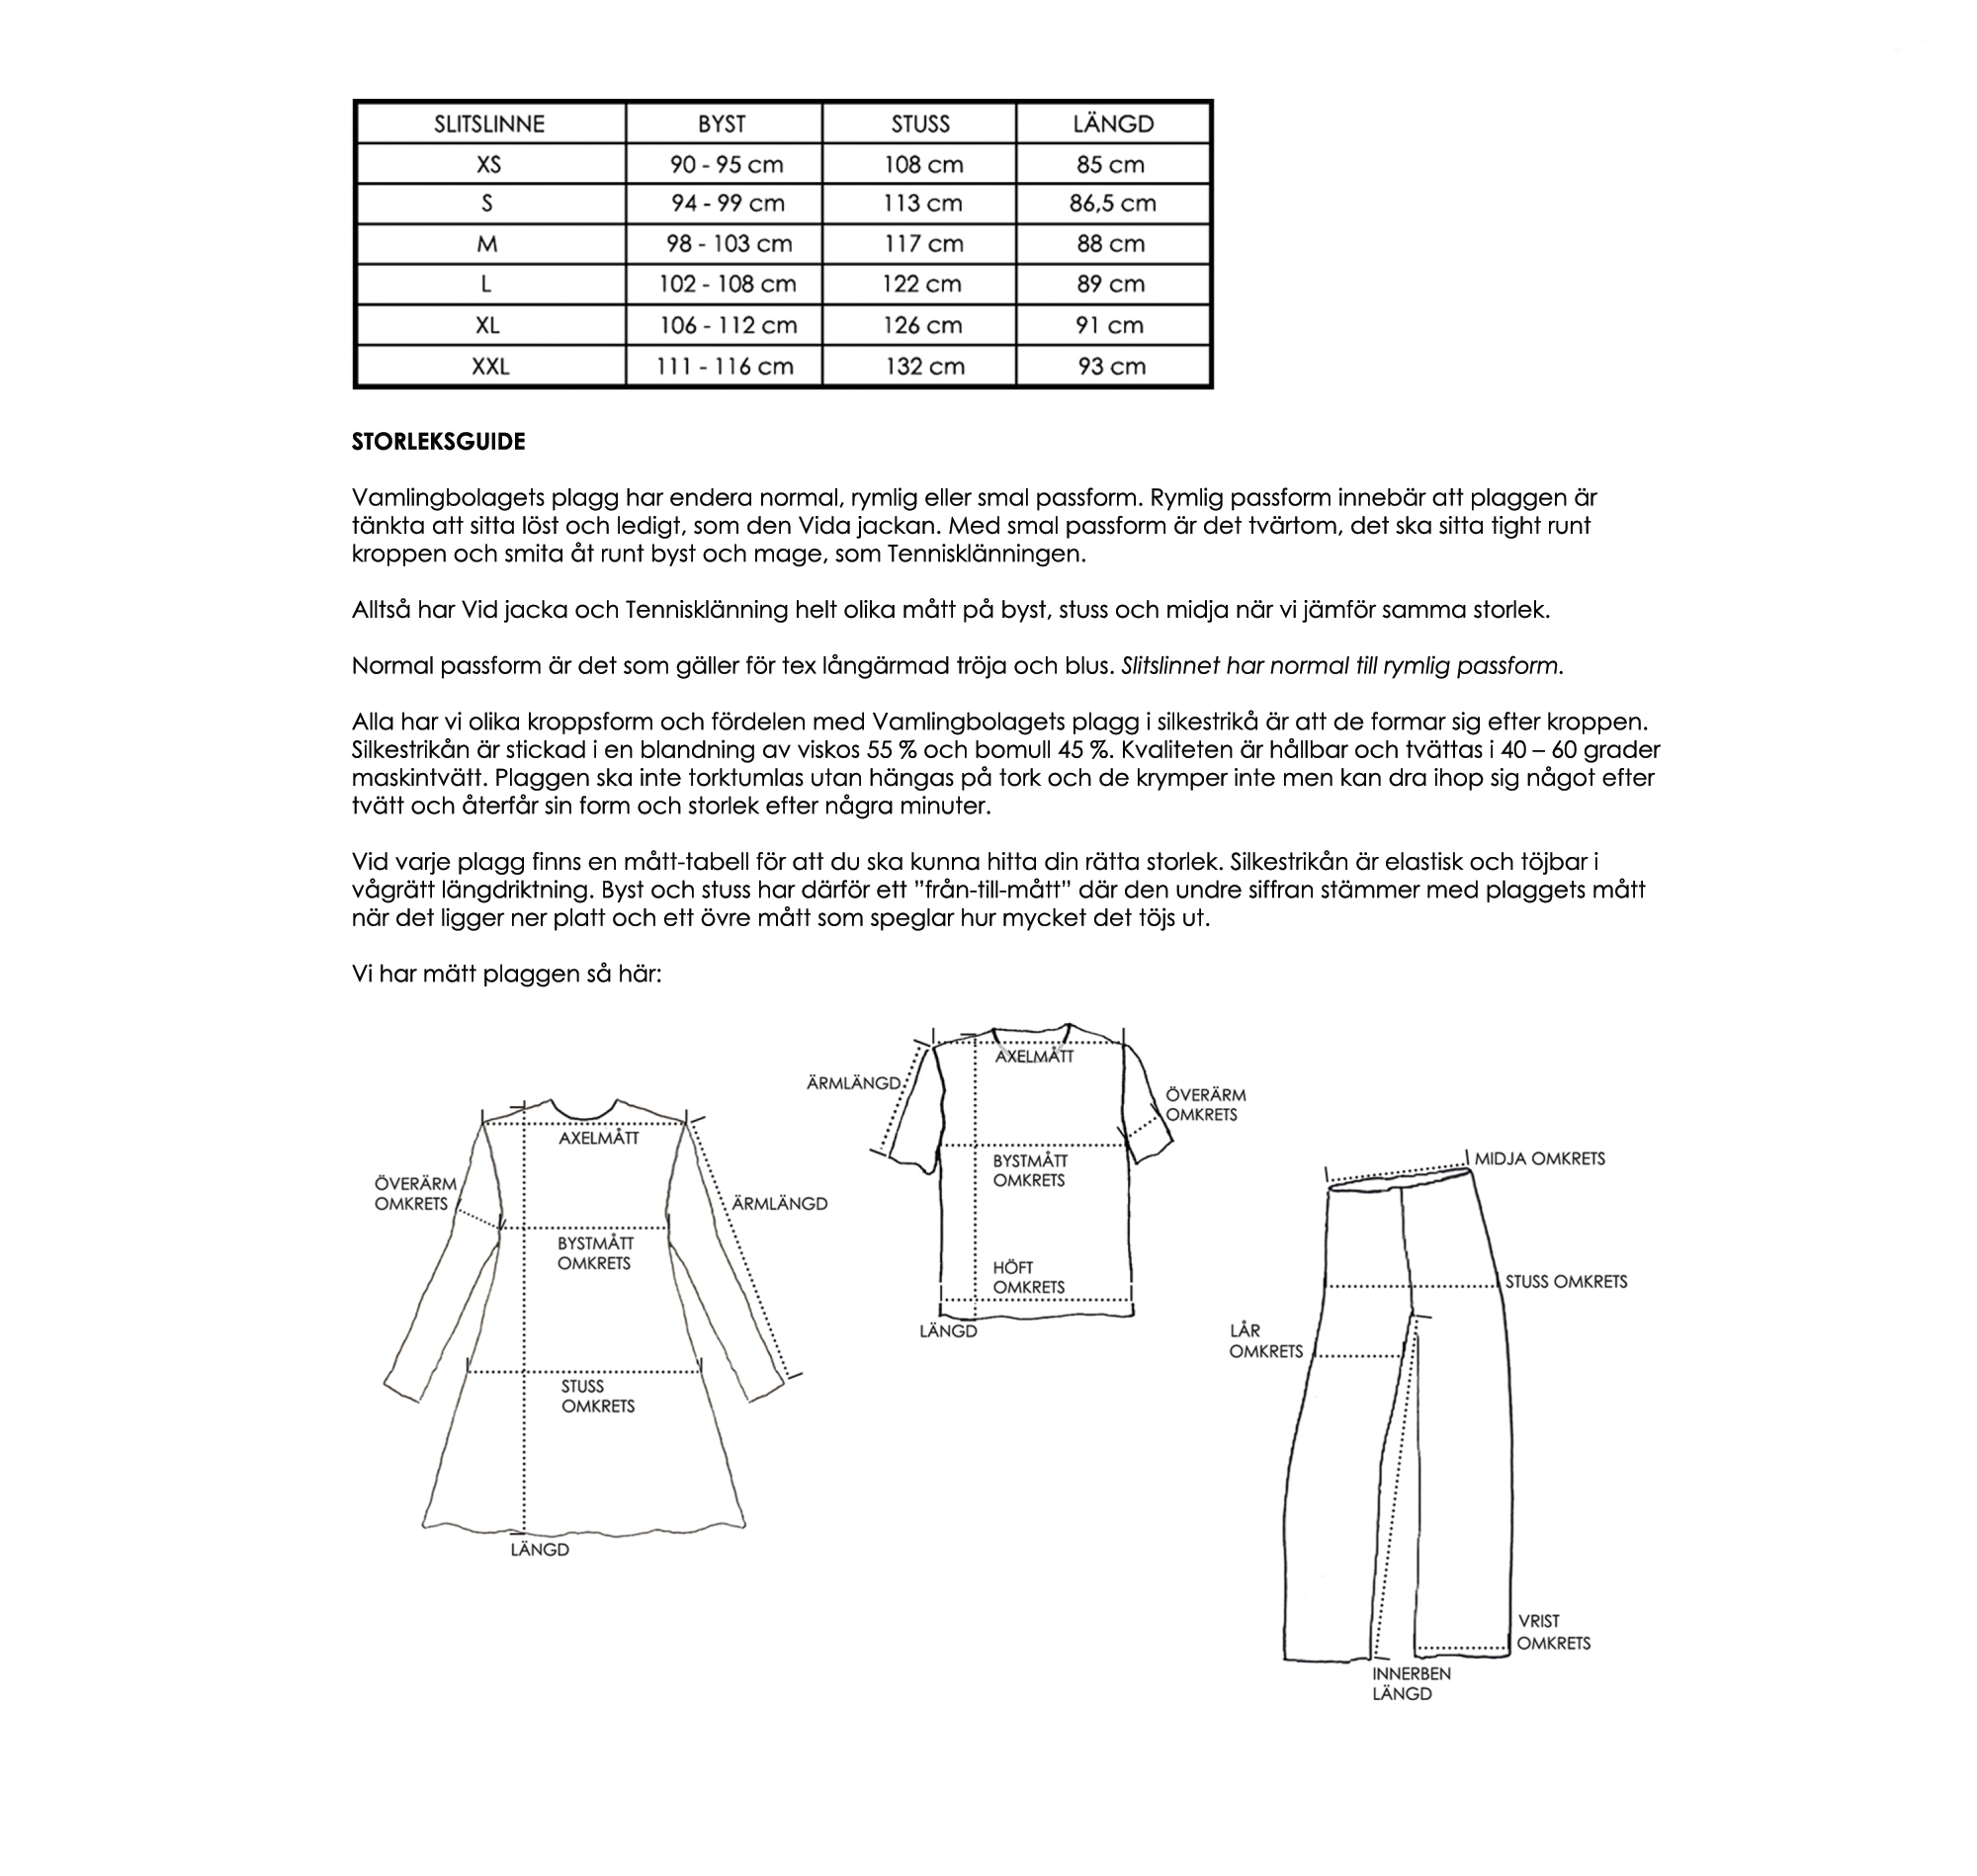 SLITSLINNE BYST STUSS LÄNGD
XS 90 - 95 cm 108 cm 85 cm
S 94 - 99 cm 113 cm 86,5 cm
M 98 - 103 cm 117 cm 88 cm
L 102 - 108 cm 122 cm 89 cm
XL 106 - 112 cm 126 cm 91 cm
XXL 111 - 116 cm 132 cm 93 cm
STORLEKSGUIDE
Vamlingbolagets plagg har endera normal, rymlig eller smal passform. Rymlig passform innebär att plaggen är
tänkta att sitta löst och ledigt, som den Vida jackan. Med smal passform är det tvärtom, det ska sitta tight runt
kroppen och smita åt runt byst och mage, som Tennisklänningen.
Alltså har Vid jacka och Tennisklänning helt olika mått på byst, stuss och midja när vi jämför samma storlek.
Normal passform är det som gäller för tex långärmad tröja och blus. Slitslinnet har normal till rymlig passform.
Alla har vi olika kroppsform och fördelen med Vamlingbolagets plagg i silkestrikå är att de formar sig efter kroppen.
Silkestrikån är stickad i en blandning av viskos 55 % och bomull 45 %. Kvaliteten är hållbar och tvättas i 40 – 60 grader
maskintvätt. Plaggen ska inte torktumlas utan hängas på tork och de krymper inte men kan dra ihop sig något efter
tvätt och återfår sin form och storlek efter några minuter.
Vid varje plagg finns en mått-tabell för att du ska kunna hitta din rätta storlek. Silkestrikån är elastisk och töjbar i
vågrätt längdriktning. Byst och stuss har därför ett ”från-till-mått” där den undre siffran stämmer med plaggets mått
när det ligger ner platt och ett övre mått som speglar hur mycket det töjs ut.
Vi har mätt plaggen så här:
AXELMÅTT
ÖVERÄRM
OMKRETS
ÄRMLÄNGD
BYSTMÅTT
OMKRETS
STUSS
OMKRETS
LÄNGD
AXELMÅTT
ÄRMLÄNGD
ÖVERÄRM
OMKRETS
BYSTMÅTT
OMKRETS
HÖFT
OMKRETS
LÄNGD
MIDJA OMKRETS
STUSS OMKRETS
LÅR
OMKRETS
VRIST
OMKRETS
INNERBEN
LÄNGD